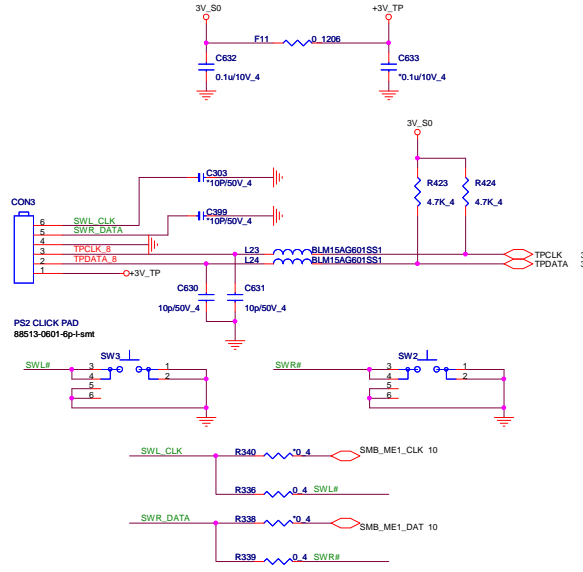 3V_S0
+3V_TP
F11
0_1206
C632
0.1u/10V_4
C633
*0.1u/10V_4
3V_S0
C303
*10P/50V_4
R423
4.7K_4
R424
4.7K_4
CON3
C399
*10P/50V_4
6
SWL_CLK
5
SWR_DATA
4
3
TPCLK_8
L23
BLM15AG601SS1
TPCLK
2
TPDATA_8
L24
BLM15AG601SS1
TPDATA
1
+3V_TP
C630
10p/50V_4
C631
10p/50V_4
PS2 CLICK PAD
88513-0601-6p-l-smt
SWL#
SW3
3
1
4
2
5
6
SWR#
SW2
3
1
4
2
5
6
SWL_CLK
R340
*0_4
SMB_ME1_CLK 10
R336
0_4
SWL#
SWR_DATA
R338
*0_4
SMB_ME1_DAT 10
R339
0_4
SWR#